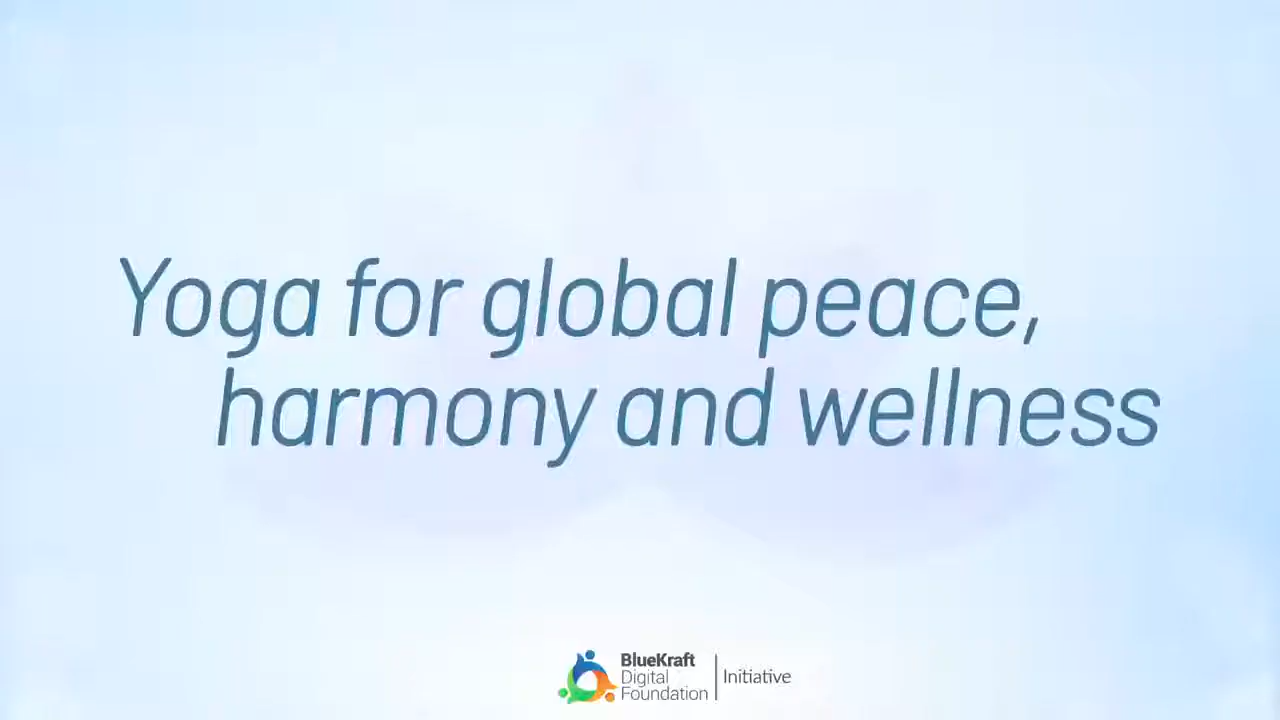 Yoga for global peace,
harmony and wellness
BlueKraft
Digital
Foundation
Initiative